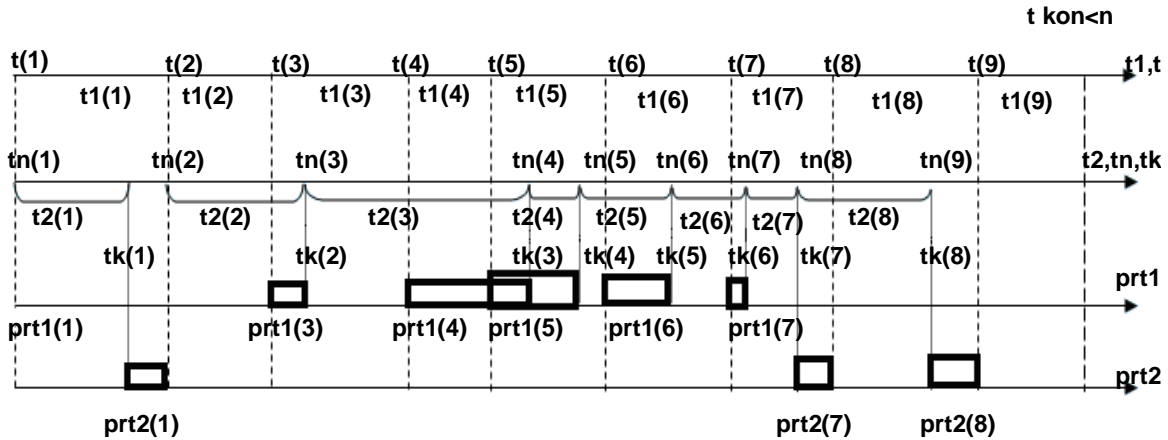 t kon<n
t(1) t(2) t(3) t(4) t(5) t(6) t(7) t(8) t(9) t1,t
t1(1) t1(2) t1(3) t1(4) t1(5) t1(6) t1(7) t1(8) t1(9)
tn(1) tn(2) tn(3) tn(4) tn(5) tn(6) tn(7) tn(8) tn(9) t2,tn,tk
t2(1) t2(2) t2(3) t2(4) t2(5) t2(6) t2(7) t2(8)
tk(1) tk(2) tk(3) tk(4) tk(5) tk(6) tk(7) tk(8)
prt1
prt1(1) prt1(3) prt1(4) prt1(5) prt1(6) prt1(7)
prt2
prt2(1) prt2(7) prt2(8)